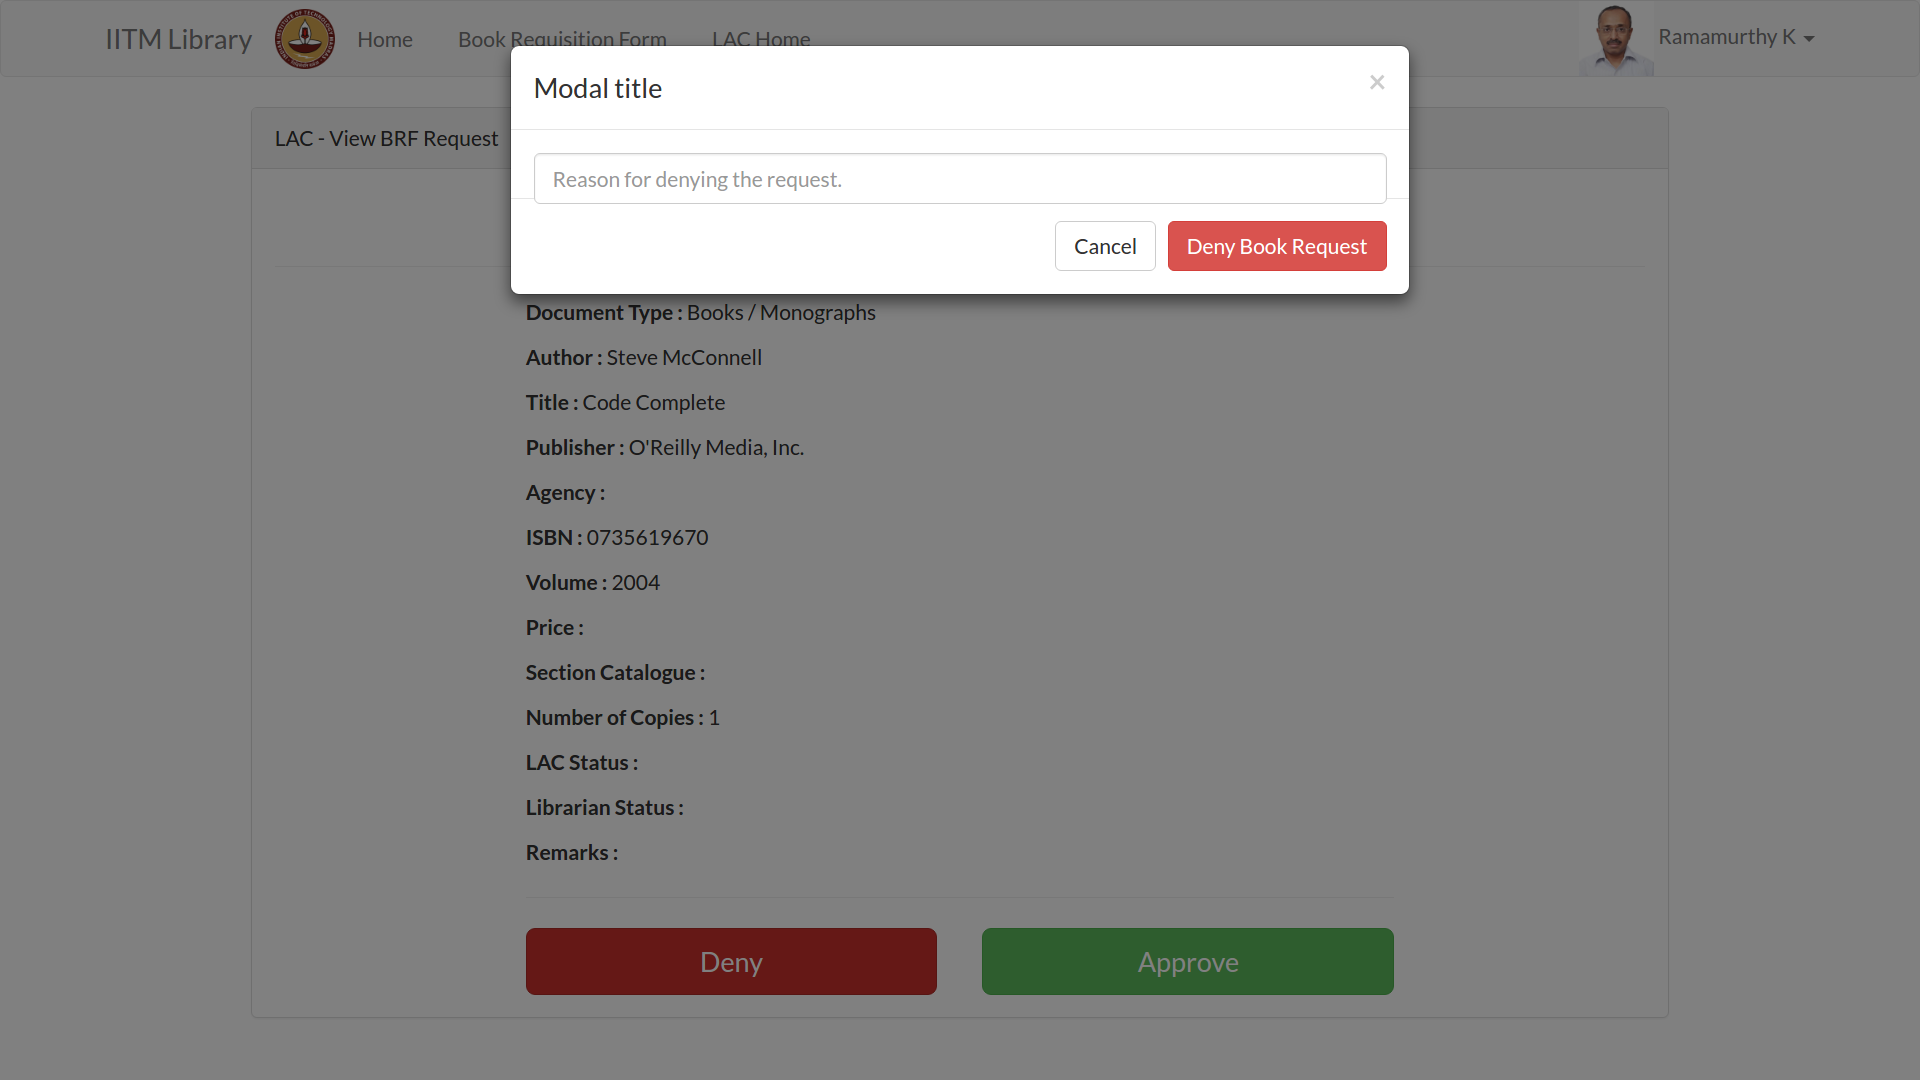 IITM Library Home Book Requisition Form LAC Home Ramamurthy K
Modal title ×
LAC - View BRF Request
Reason for denying the request.
Cancel Deny Book Request
Document Type : Books / Monographs
Author : Steve McConnell
Title : Code Complete
Publisher : O'Reilly Media, Inc.
Agency :
ISBN : 0735619670
Volume : 2004
Price :
Section Catalogue :
Number of Copies : 1
LAC Status :
Librarian Status :
Remarks :
Deny Approve